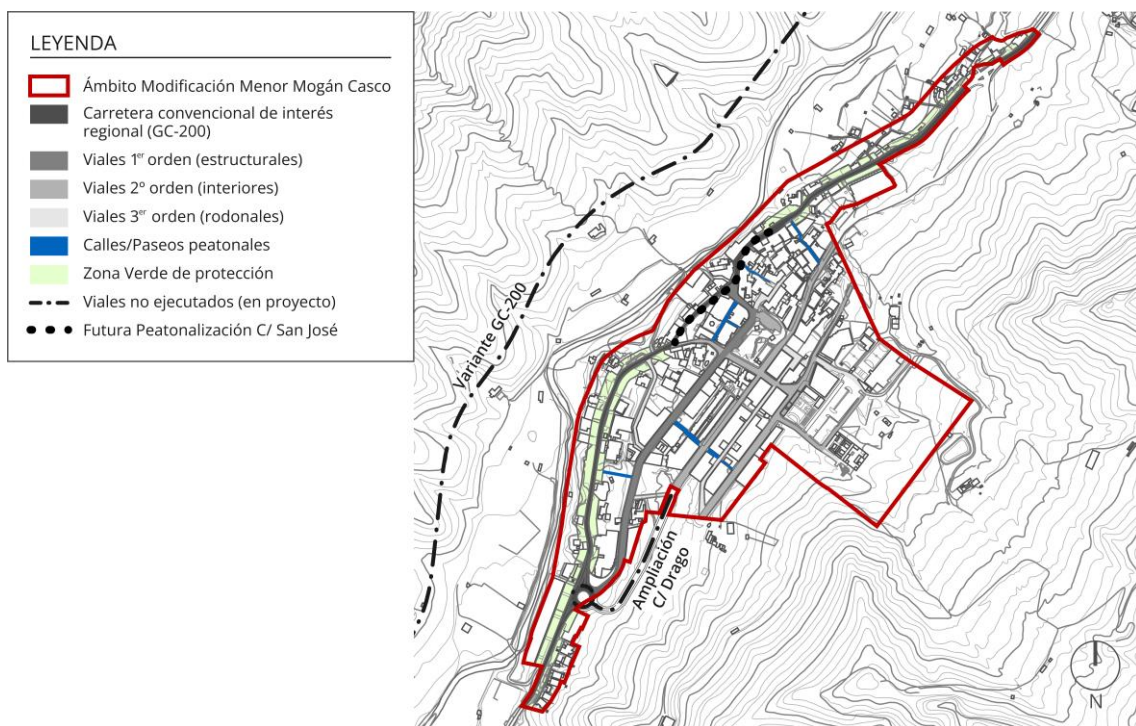 LEYENDA
Ámbito Modificación Menor Mogán Casco
Carretera convencional de interés
regional (GC-200)
Viales 1er orden (estructurales)
Viales 2º orden (interiores)
Viales 3er orden (rodonales)
Calles/Paseos peatonales
Zona Verde de protección
Viales no ejecutados (en proyecto)
Futura Peatonalización C/ San José
Variante GC-200
Ampliación
C/ Drago
N